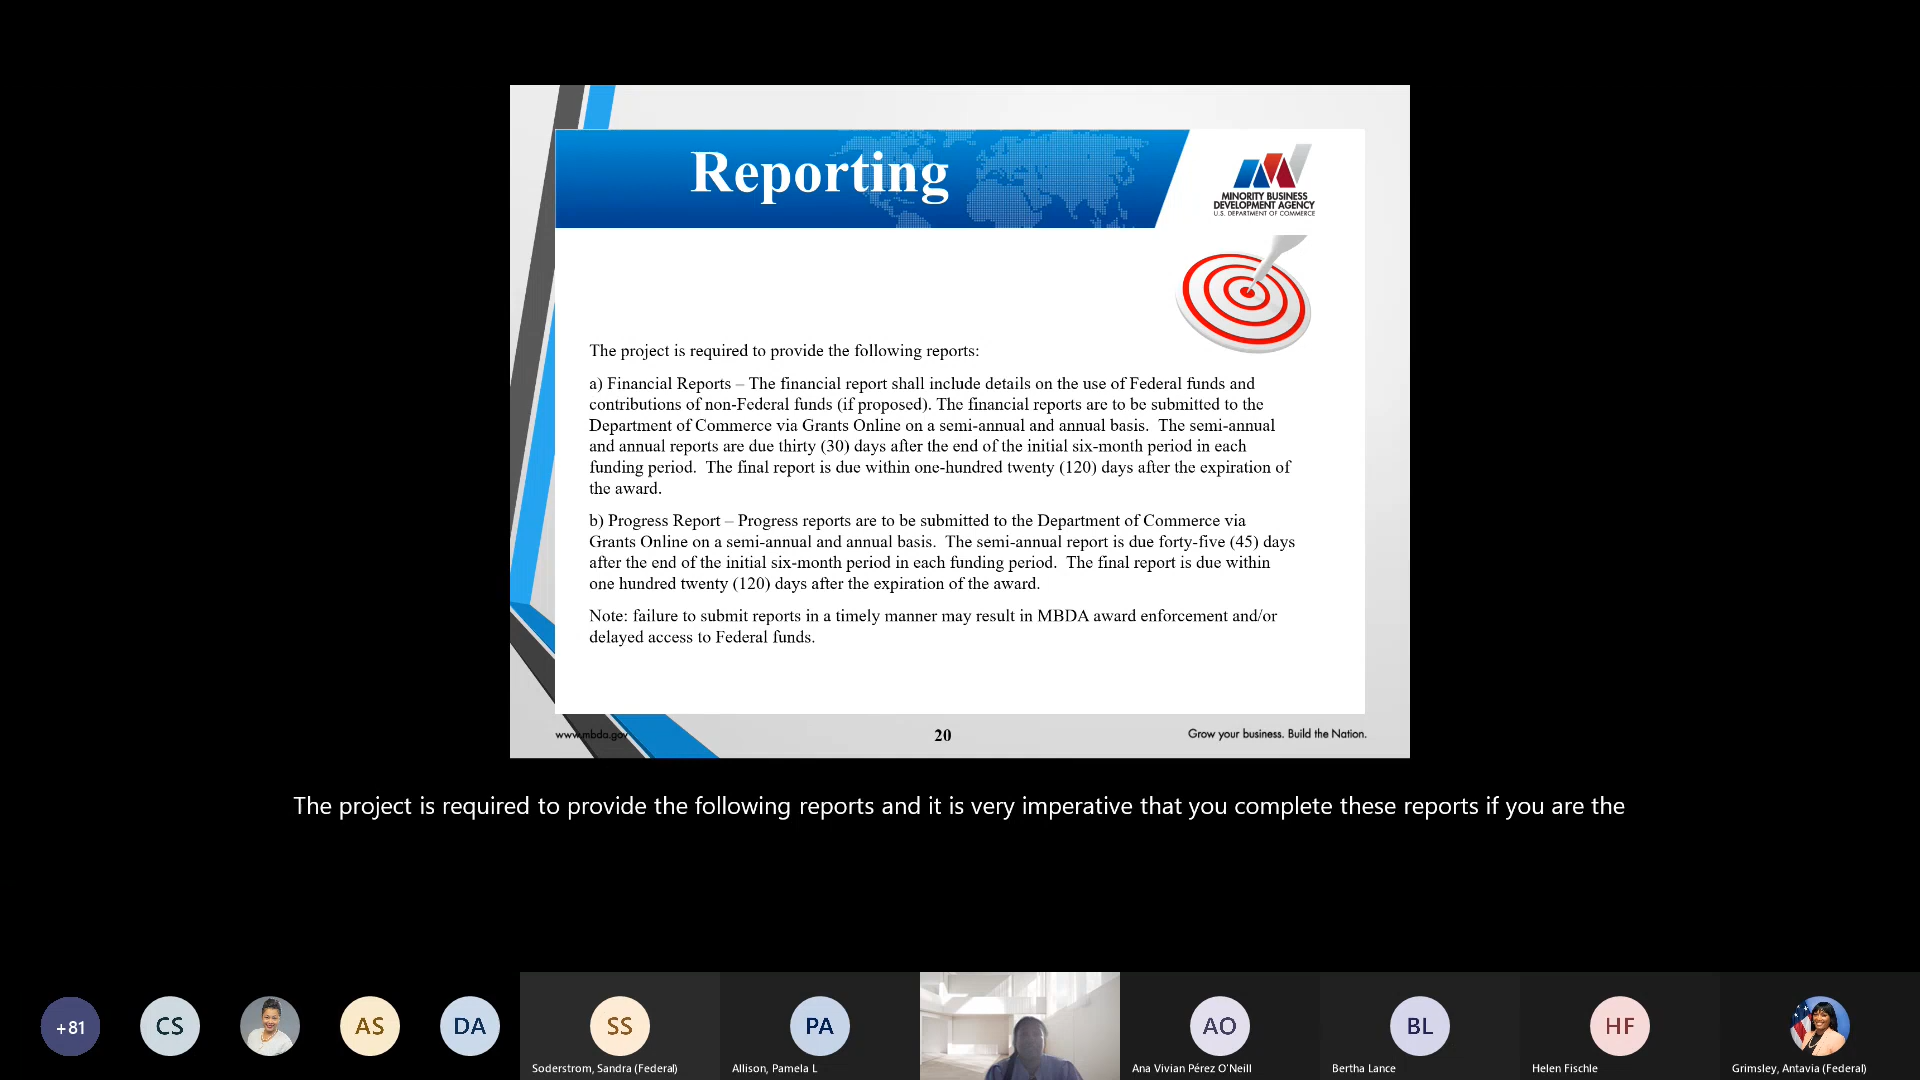 Reporting
MINORITY BUSINESS
DEVELOPMENT AGENCY
U.S. DEPARTMENT OF COMMERCE
The project is required to provide the following reports:
a) Financial Reports – The financial report shall include details on the use of Federal funds and
contributions of non-Federal funds (if proposed). The financial reports are to be submitted to the
Department of Commerce via Grants Online on a semi-annual and annual basis.  The semi-annual
and annual reports are due thirty (30) days after the end of the initial six-month period in each
funding period.  The final report is due within one-hundred twenty (120) days after the expiration of
the award.
b) Progress Report – Progress reports are to be submitted to the Department of Commerce via
Grants Online on a semi-annual and annual basis.  The semi-annual report is due forty-five (45) days
after the end of the initial six-month period in each funding period.  The final report is due within
one hundred twenty (120) days after the expiration of the award.
Note: failure to submit reports in a timely manner may result in MBDA award enforcement and/or
delayed access to Federal funds.
www.mbda.gov
20
Grow your business. Build the Nation.
The project is required to provide the following reports and it is very imperative that you complete these reports if you are the
+81
CS
AS
DA
SS
PA
AO
BL
HF
Soderstrom, Sandra (Federal)
Allison, Pamela L
Ana Vivian Pérez O'Neill
Bertha Lance
Helen Fischle
Grimsley, Antavia (Federal)